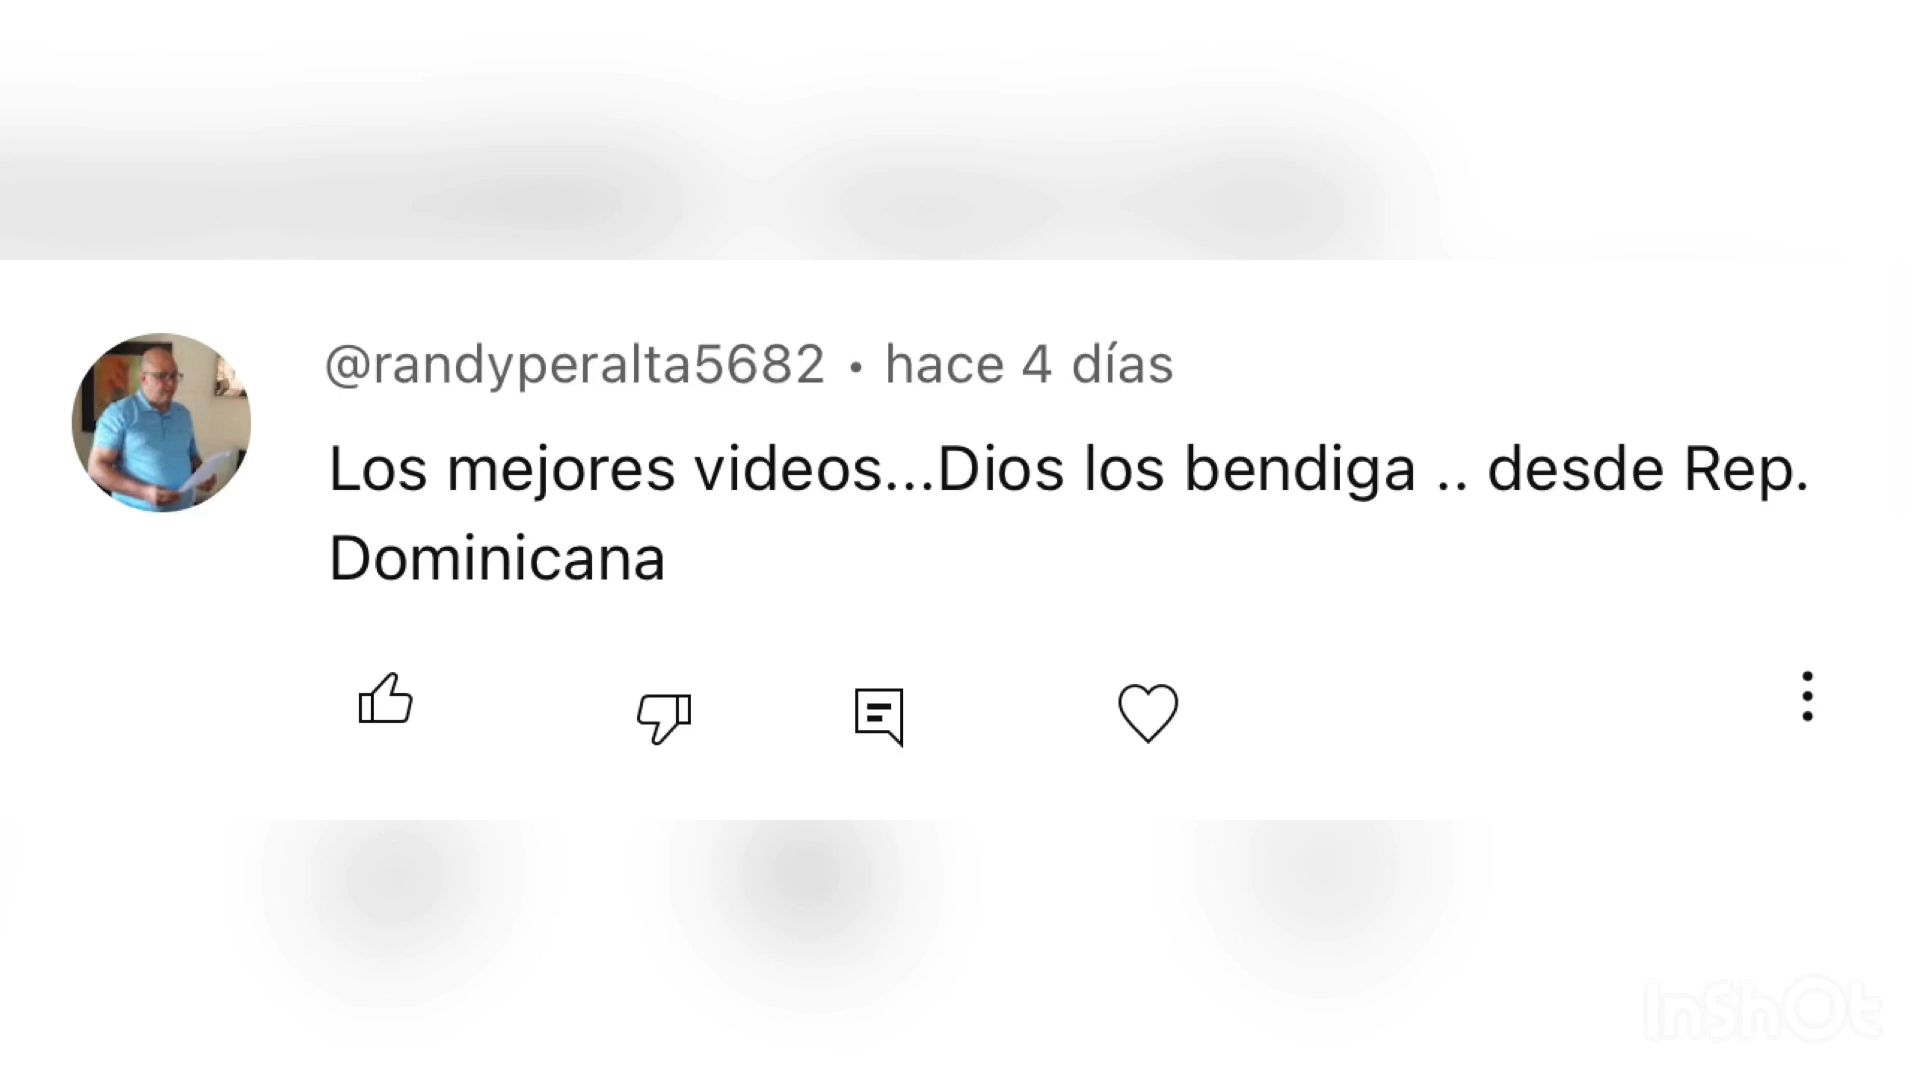 @randyperalta5682 • hace 4 días
Los mejores videos...Dios los bendiga .. desde Rep.
Dominicana
InShOt